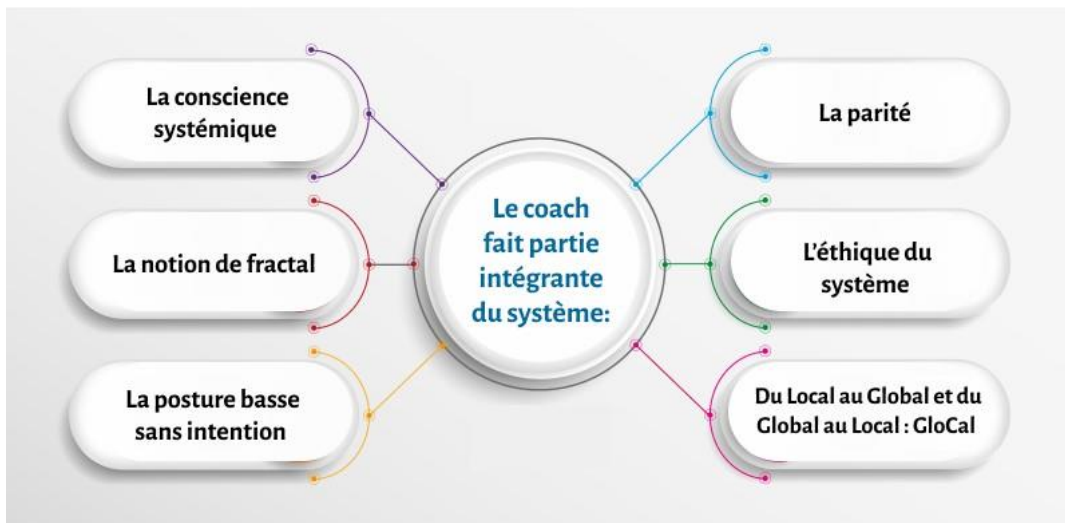 La conscience
systémique
La notion de fractal
La posture basse
sans intention
Le coach
fait partie
intégrante
du système:
La parité
L'éthique du
système
Du Local au Global et du
Global au Local : GloCal